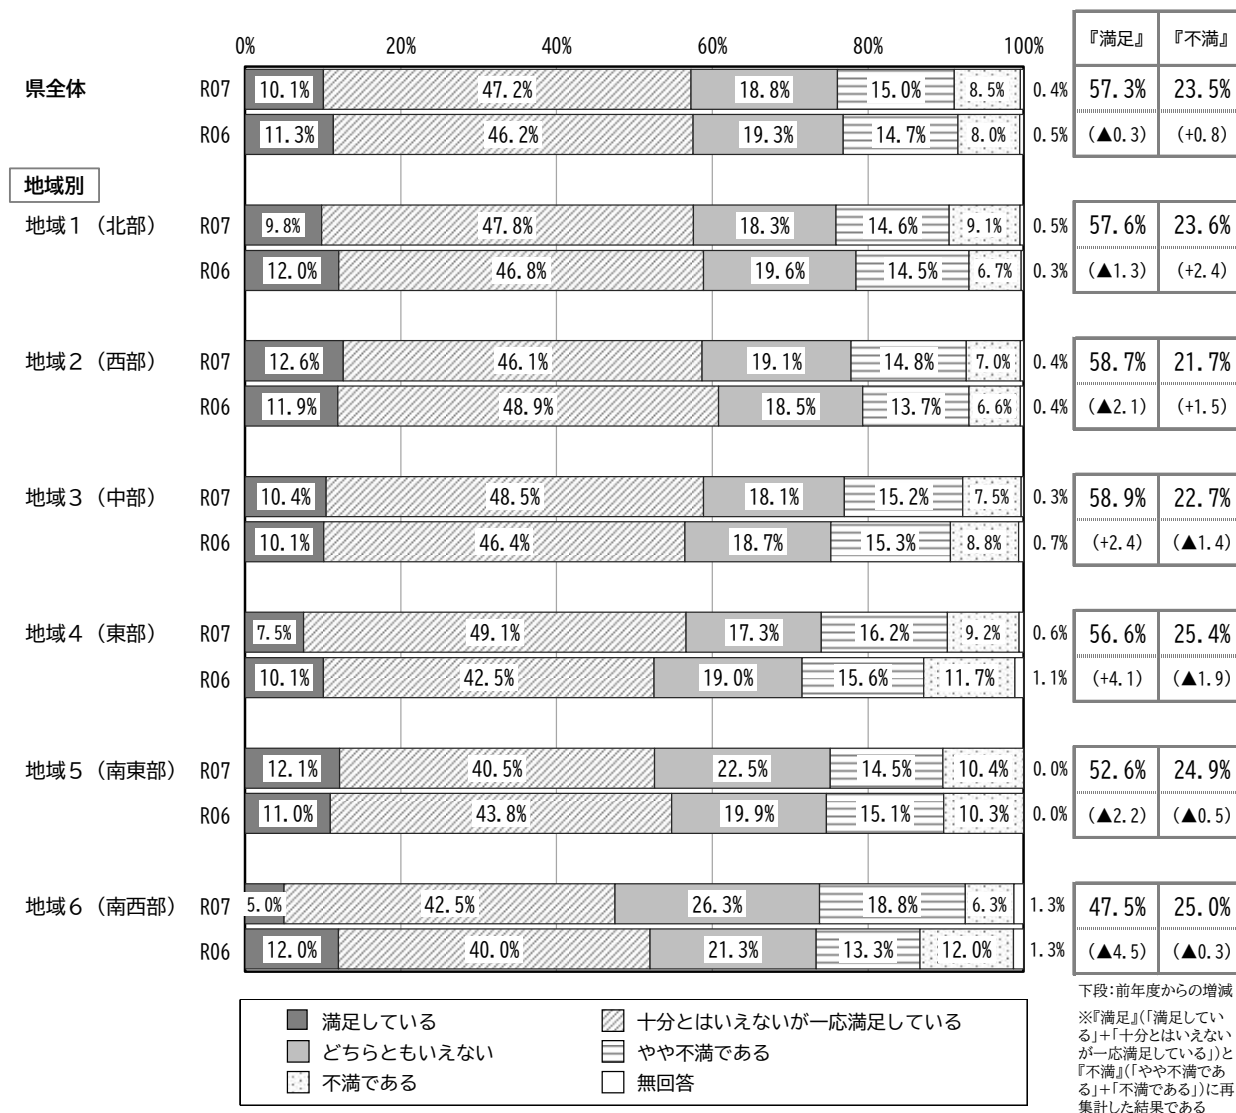 0% 20% 40% 60% 80% 100% 『満足』 『不満』
県全体 R07 10.1% 47.2% 18.8% 15.0% 8.5% 0.4% 57.3% 23.5%
R06 11.3% 46.2% 19.3% 14.7% 8.0% 0.5% (▲0.3) (+0.8)
地域別
地域1（北部） R07 9.8% 47.8% 18.3% 14.6% 9.1% 0.5% 57.6% 23.6%
R06 12.0% 46.8% 19.6% 14.5% 6.7% 0.3% (▲1.3) (+2.4)
地域2（西部） R07 12.6% 46.1% 19.1% 14.8% 7.0% 0.4% 58.7% 21.7%
R06 11.9% 48.9% 18.5% 13.7% 6.6% 0.4% (▲2.1) (+1.5)
地域3（中部） R07 10.4% 48.5% 18.1% 15.2% 7.5% 0.3% 58.9% 22.7%
R06 10.1% 46.4% 18.7% 15.3% 8.8% 0.7% (+2.4) (▲1.4)
地域4（東部） R07 7.5% 49.1% 17.3% 16.2% 9.2% 0.6% 56.6% 25.4%
R06 10.1% 42.5% 19.0% 15.6% 11.7% 1.1% (+4.1) (▲1.9)
地域5（南東部） R07 12.1% 40.5% 22.5% 14.5% 10.4% 0.0% 52.6% 24.9%
R06 11.0% 43.8% 19.9% 15.1% 10.3% 0.0% (▲2.2) (▲0.5)
地域6（南西部） R07 5.0% 42.5% 26.3% 18.8% 6.3% 1.3% 47.5% 25.0%
R06 12.0% 40.0% 21.3% 13.3% 12.0% 1.3% (▲4.5) (▲0.3)
満足している 十分とはいえないが一応満足している
どちらともいえない やや不満である
不満である 無回答
下段：前年度からの増減
※『満足』（「満足してい
る」＋「十分とはいえない
が一応満足している」）と
『不満』（「やや不満であ
る」＋「不満である」）に再
集計した結果である